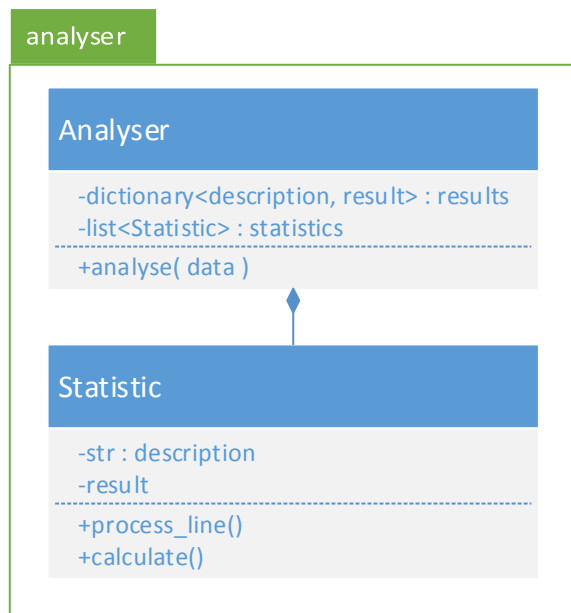 analyser
Analyser
-dictionary<description, result> : results
-list<Statistic> : statistics
+analyse( data )
Statistic
-str : description
-result
+process_line()
+calculate()